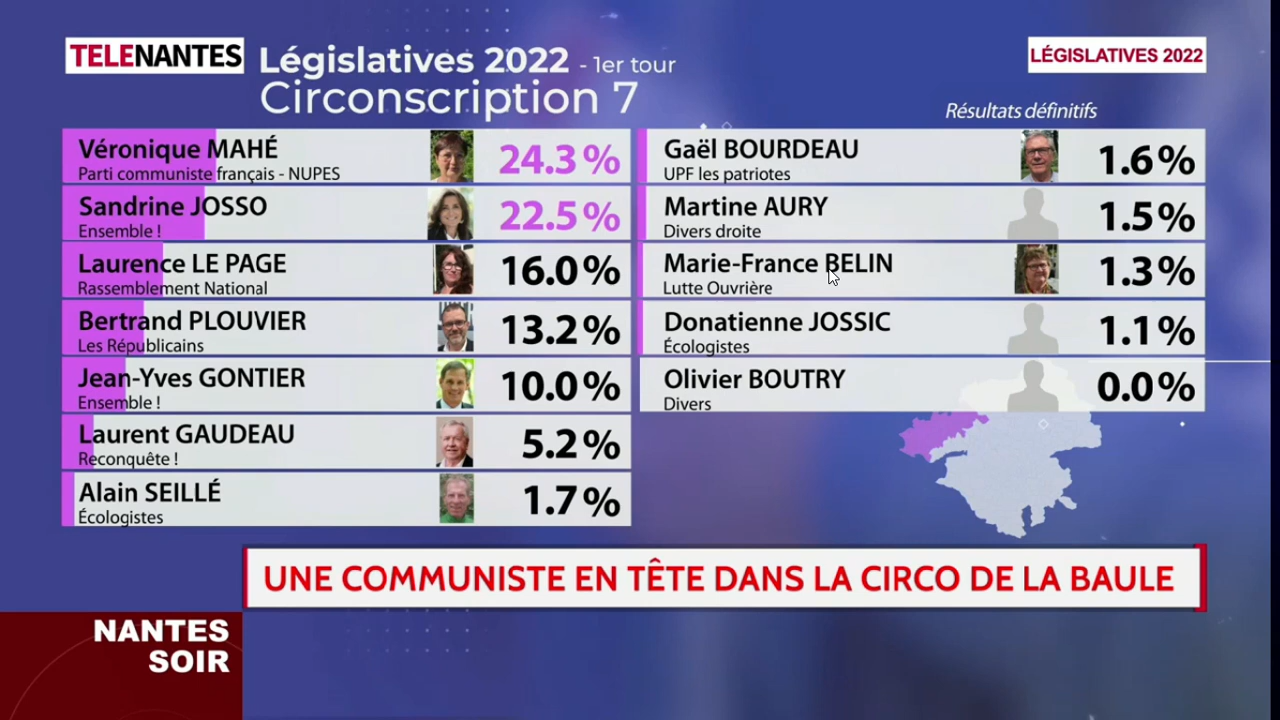 TELENANTES
Législatives 2022 - 1er tour
Circonscription 7
LÉGISLATIVES 2022
Résultats définitifs
Véronique MAHÉ
Parti communiste français - NUPES
24.3%
Sandrine JOSSO
Ensemble !
22.5%
Laurence LE PAGE
Rassemblement National
16.0%
Bertrand PLOUVIER
Les Républicains
13.2%
Jean-Yves GONTIER
Ensemble !
10.0%
Laurent GAUDEAU
Reconquête !
5.2%
Alain SEILLÉ
Écologistes
1.7%
Gaël BOURDEAU
UPF les patriotes
1.6%
Martine AURY
Divers droite
1.5%
Marie-France BELIN
Lutte Ouvrière
1.3%
Donatienne JOSSIC
Écologistes
1.1%
Olivier BOUTRY
Divers
0.0%
UNE COMMUNISTE EN TÊTE DANS LA CIRCO DE LA BAULE
NANTES
SOIR